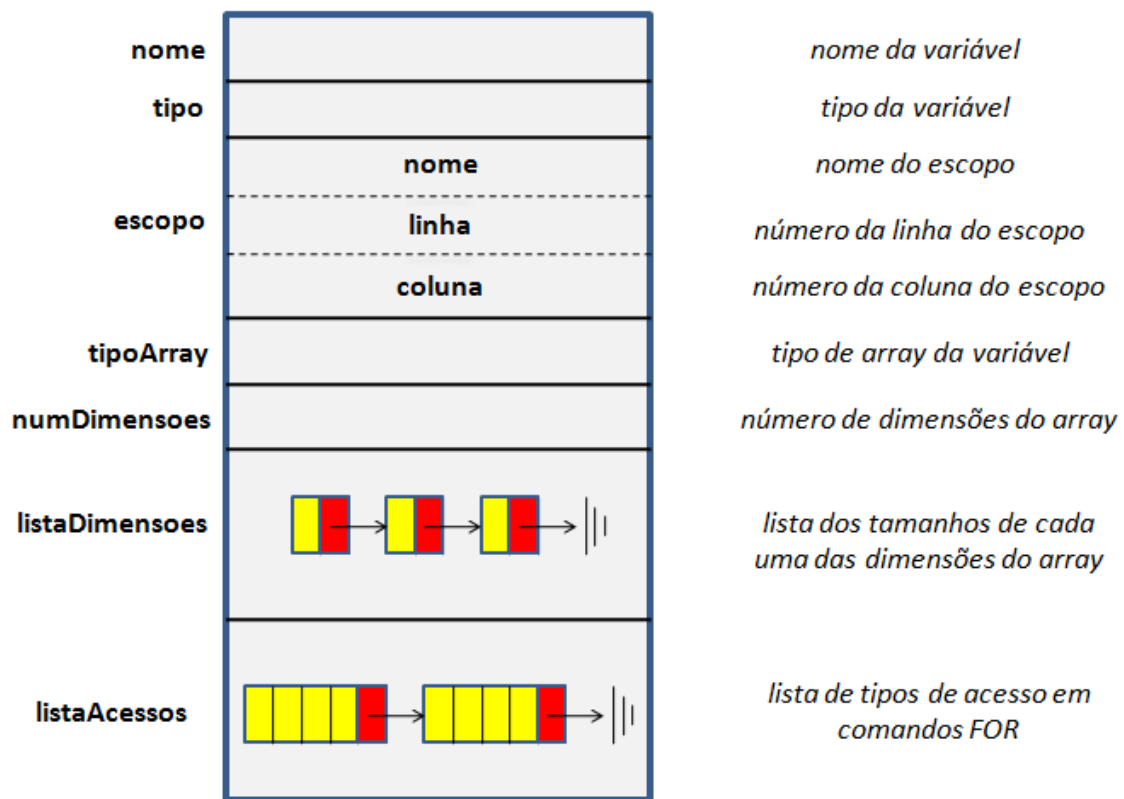 nome
nome da variável
tipo
tipo da variável
nome
nome do escopo
escopo
linha
número da linha do escopo
coluna
número da coluna do escopo
tipoArray
tipo de array da variável
numDimensoes
número de dimensões do array
listaDimensoes
lista dos tamanhos de cada
uma das dimensões do array
listaAcessos
lista de tipos de acesso em
comandos FOR